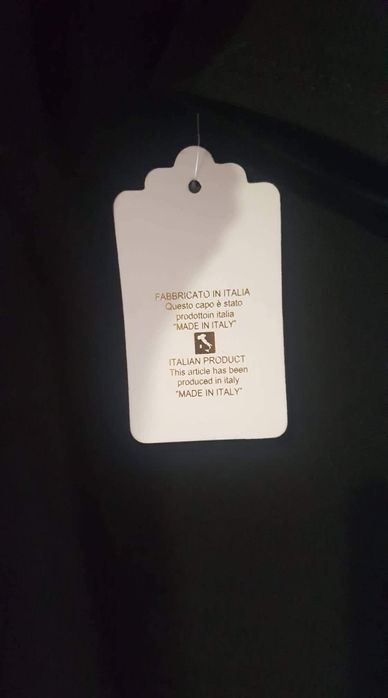 FABBRICATO IN ITALIA
Questo capo è stato
prodottoin italia
"MADE IN ITALY"
ITALIAN PRODUCT
This article has been
produced in italy
"MADE IN ITALY"